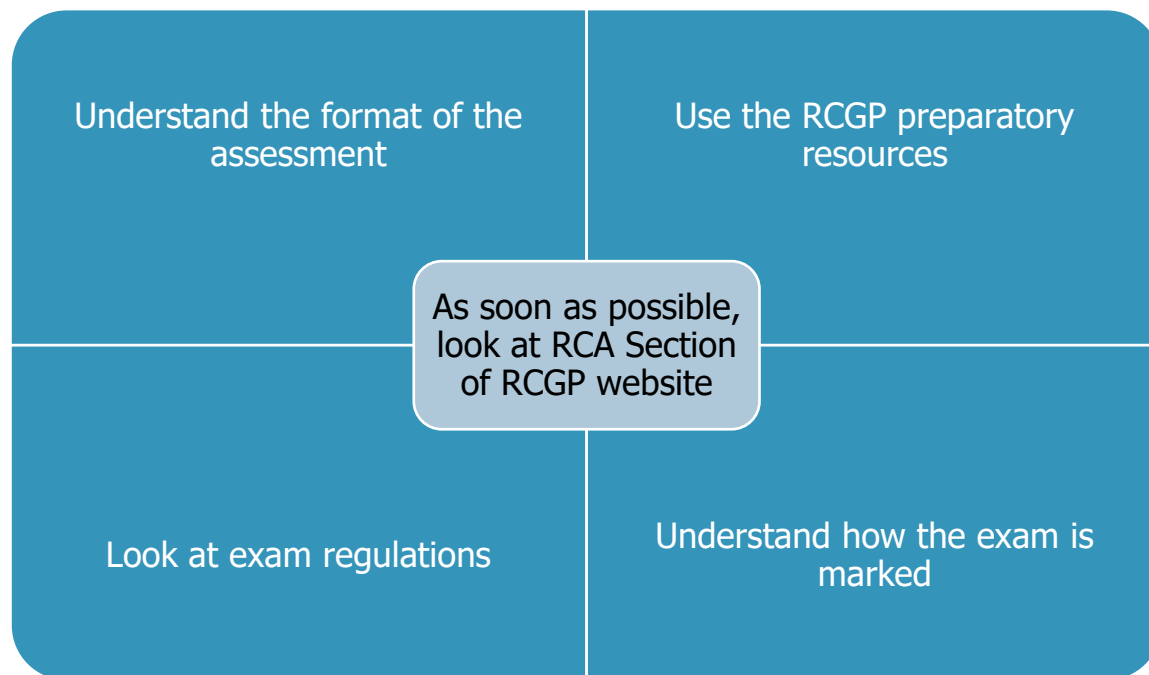 Understand the format of the
assessment
Use the RCGP preparatory
resources
As soon as possible,
look at RCA Section
of RCGP website
Look at exam regulations
Understand how the exam is
marked